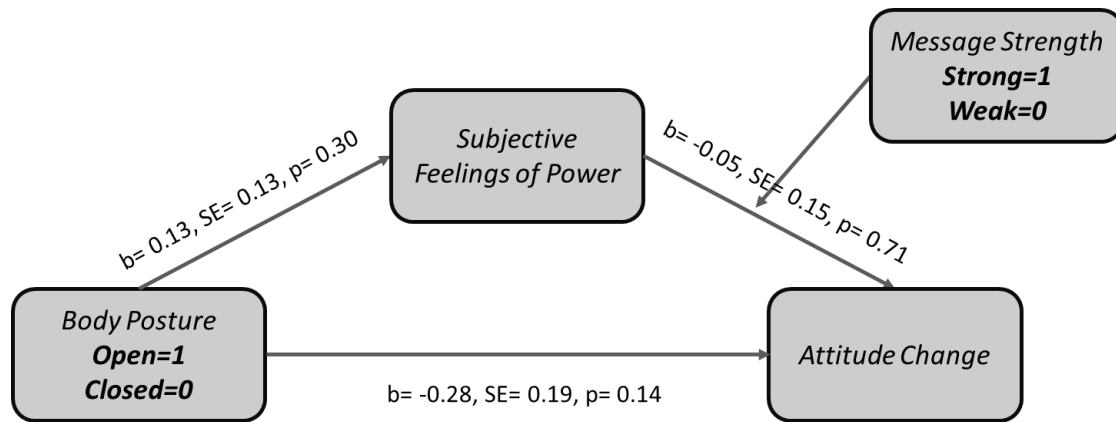 Message Strength
Strong=1
Weak=0
Subjective
Feelings of Power
b= 0.13, SE= 0.13, p= 0.30
b= -0.05, SE= 0.15, p= 0.71
Body Posture
Open=1
Closed=0
Attitude Change
b= -0.28, SE= 0.19, p= 0.14